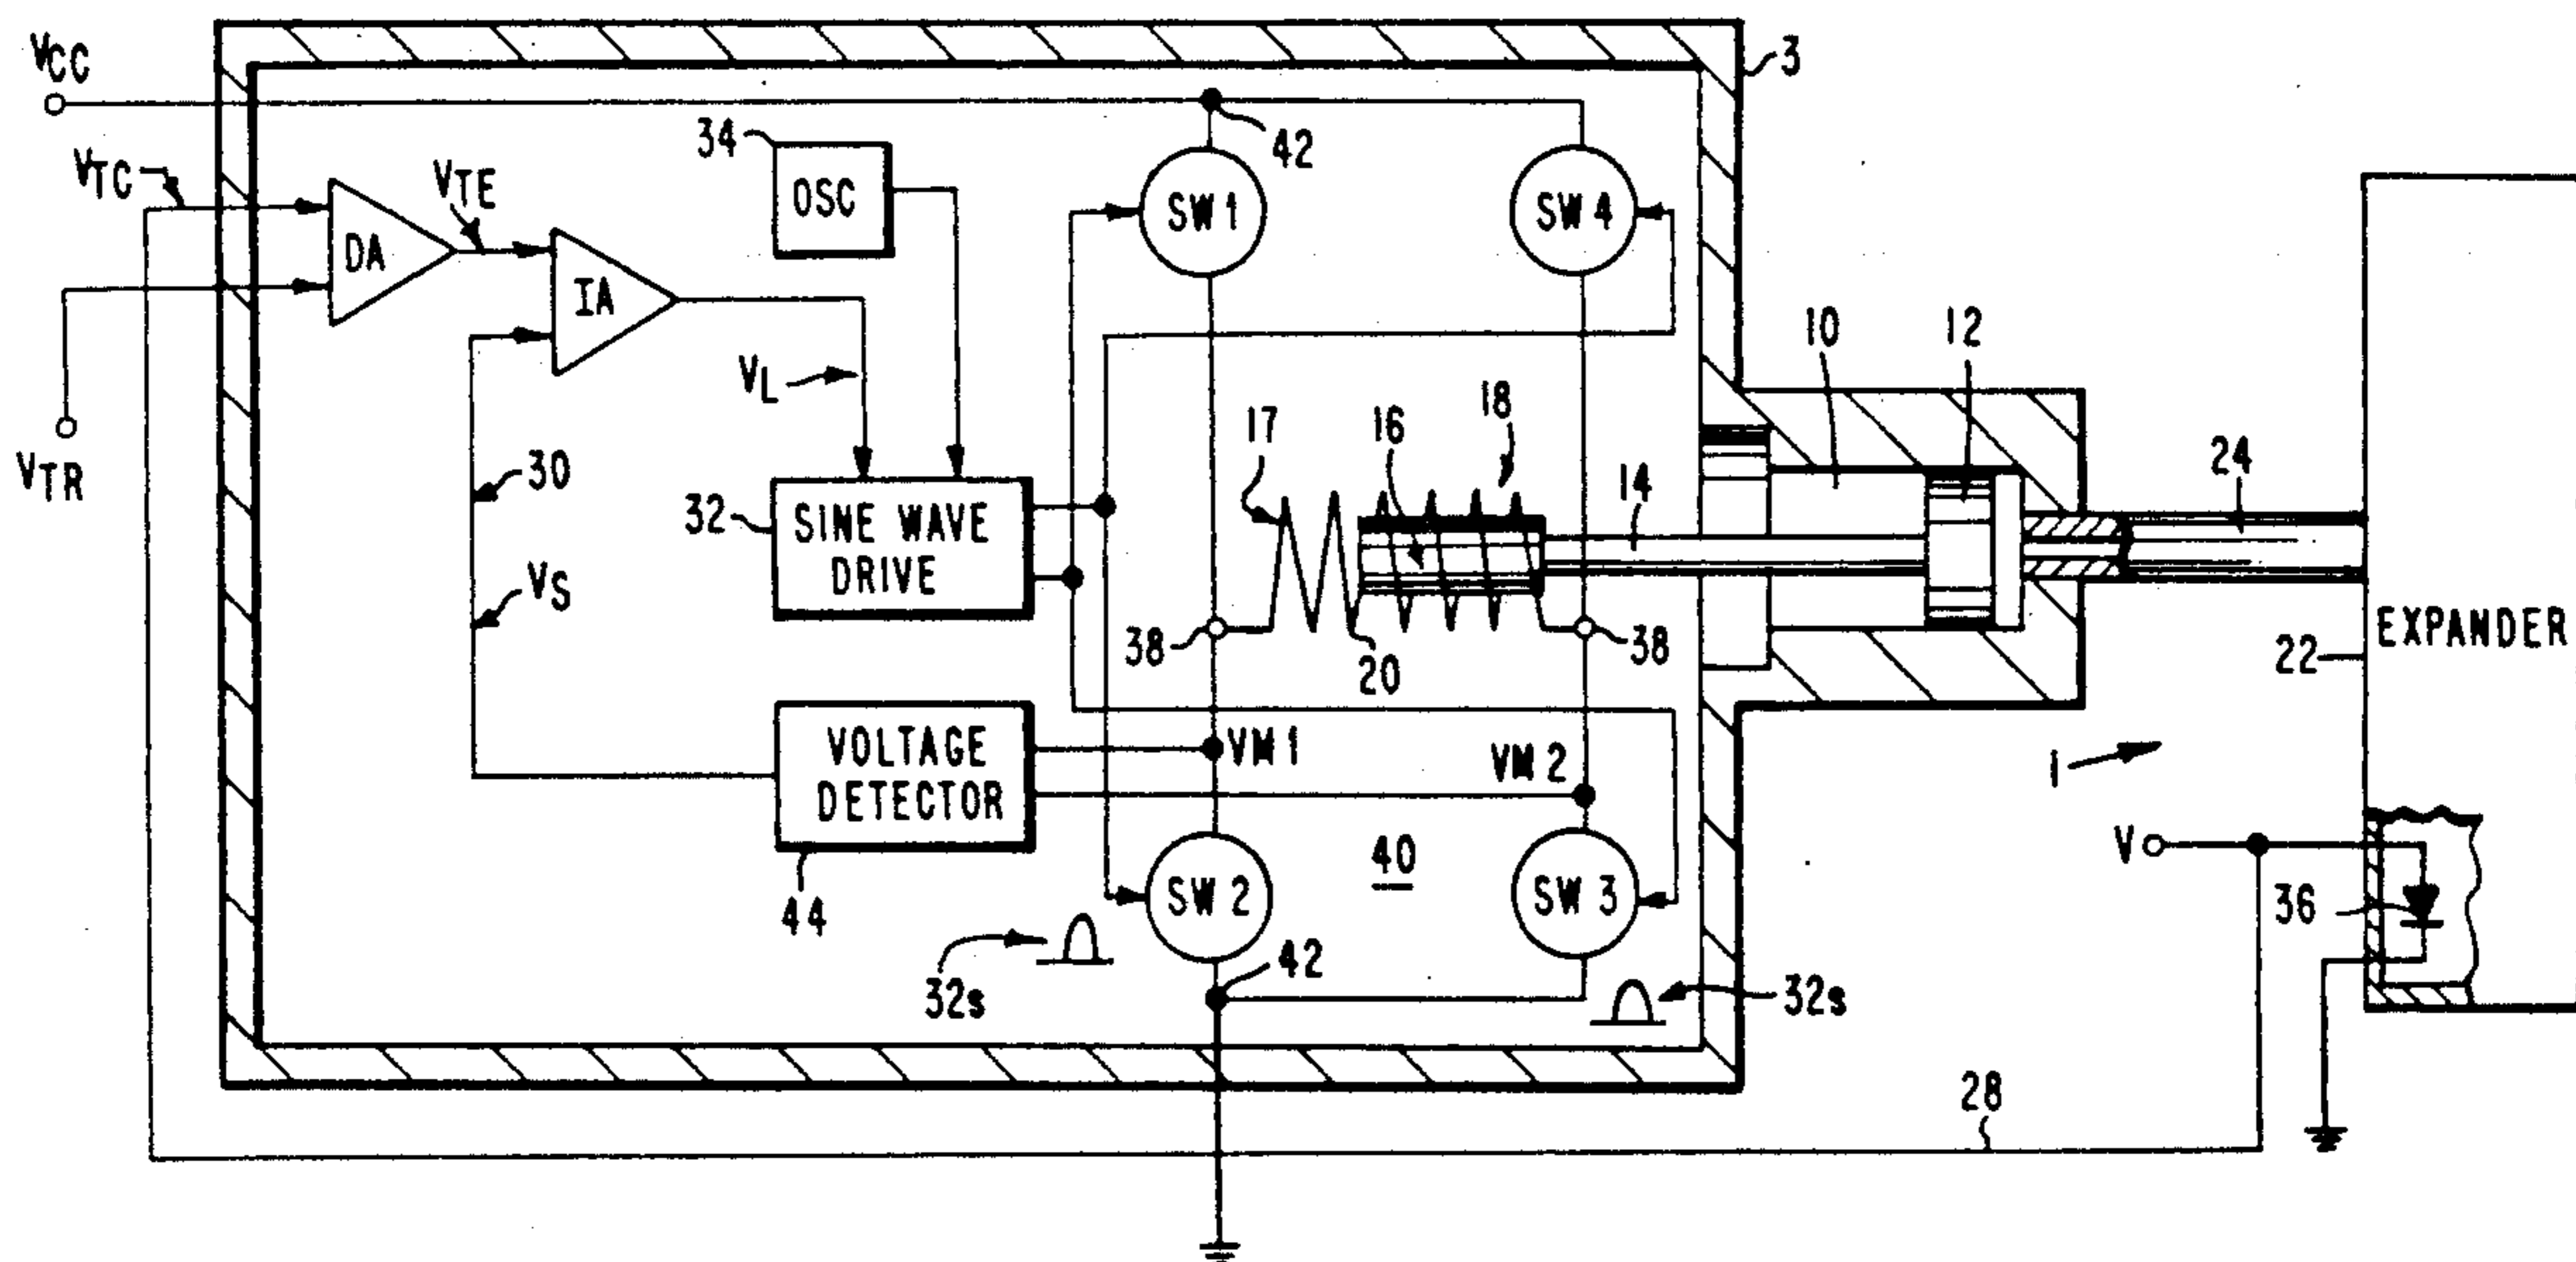 VCC
3
VTC
VTE
34
OSC
42
SW 1
SW 4
DA
IA
10
12
VL
17
16
18
14
24
VTR
30
32
SINE WAVE
DRIVE
VS
38
20
38
22
EXPANDER
VOLTAGE
DETECTOR
VM 1
VM 2
1
V
44
SW 2
40
SW 3
36
32s
42
32s
28